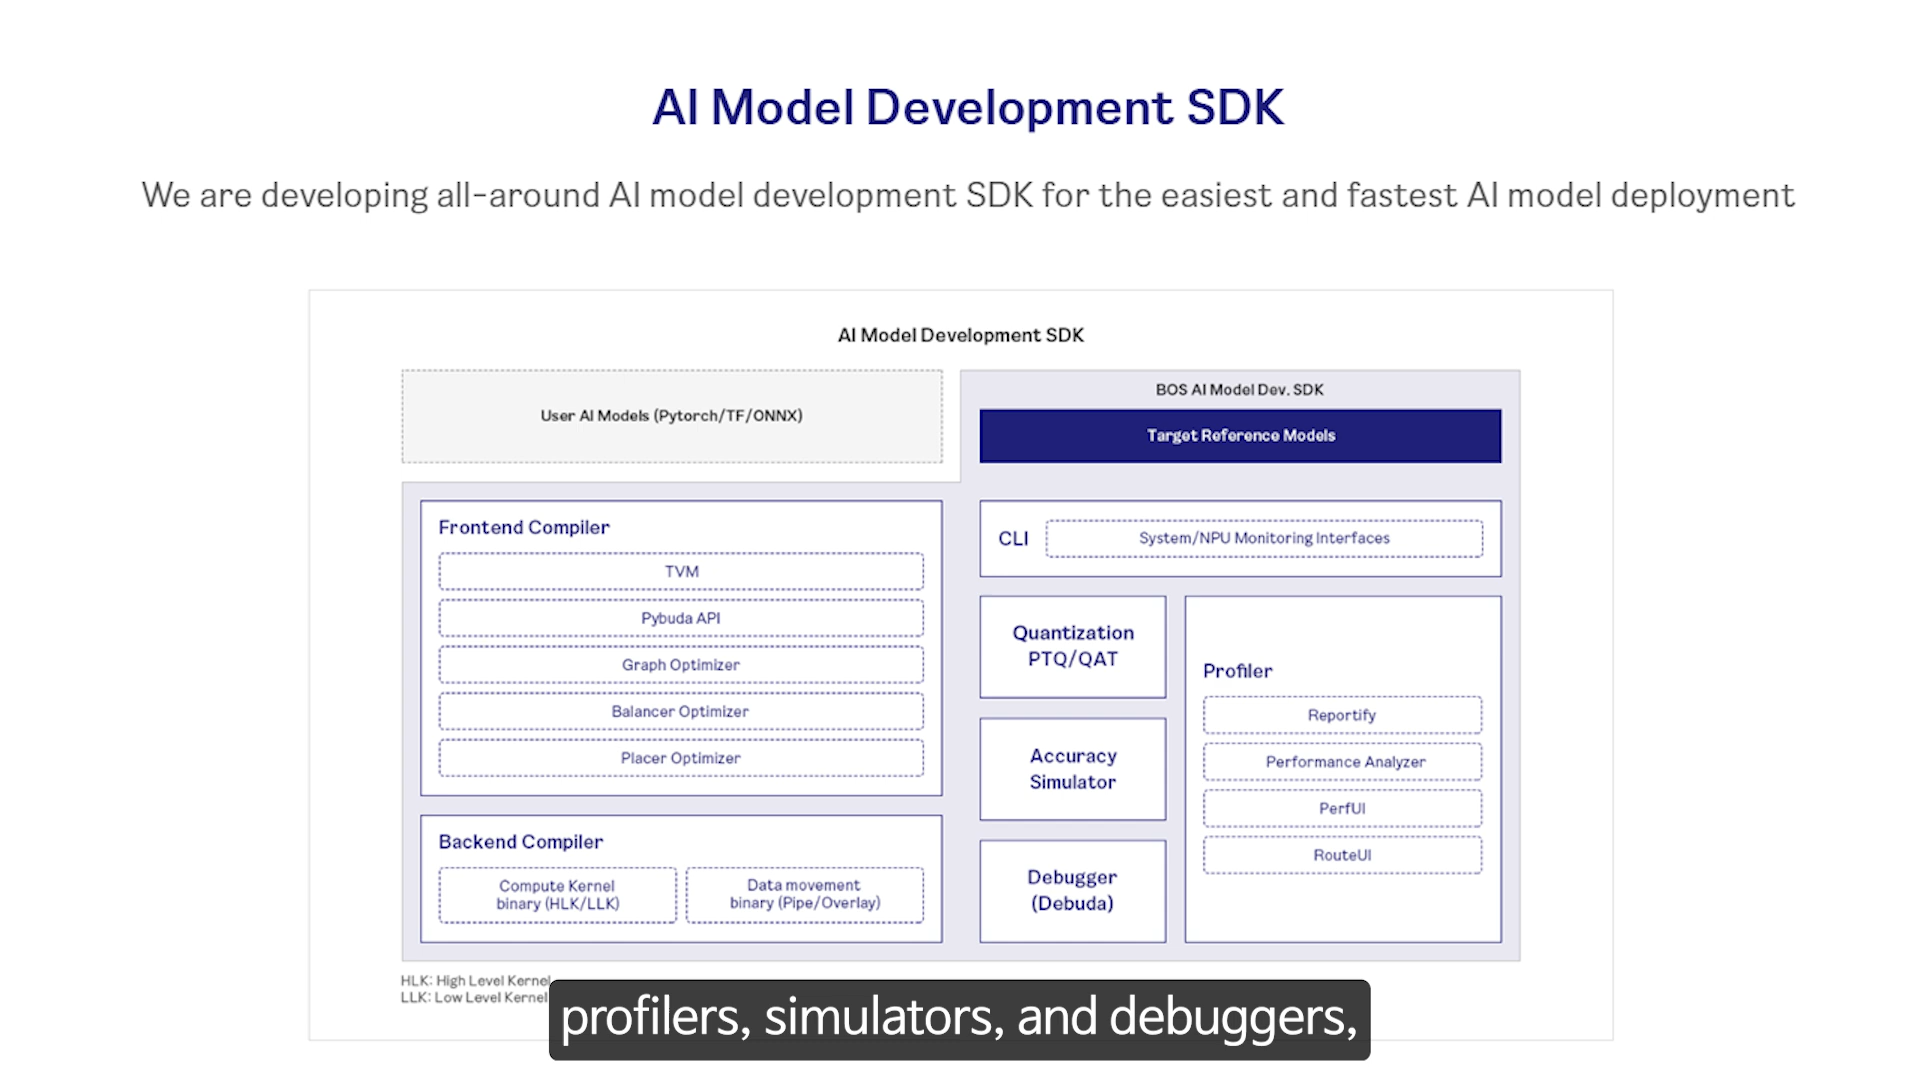 AI Model Development SDK
We are developing all-around AI model development SDK for the easiest and fastest AI model deployment
AI Model Development SDK
User AI Models (Pytorch/TF/ONNX)
BOS AI Model Dev. SDK
Target Reference Models
Frontend Compiler
TVM
Pybuda API
Graph Optimizer
Balancer Optimizer
Placer Optimizer
Backend Compiler
Compute Kernel
binary (HLK/LLK)
Data movement
binary (Pipe/Overlay)
CLI
System/NPU Monitoring Interfaces
Quantization
PTQ/QAT
Accuracy
Simulator
Debugger
(Debuda)
Profiler
Reportify
Performance Analyzer
PerfUI
RouteUI
HLK: High Level Kernel
LLK: Low Level Kernel
profilers, simulators, and debuggers,